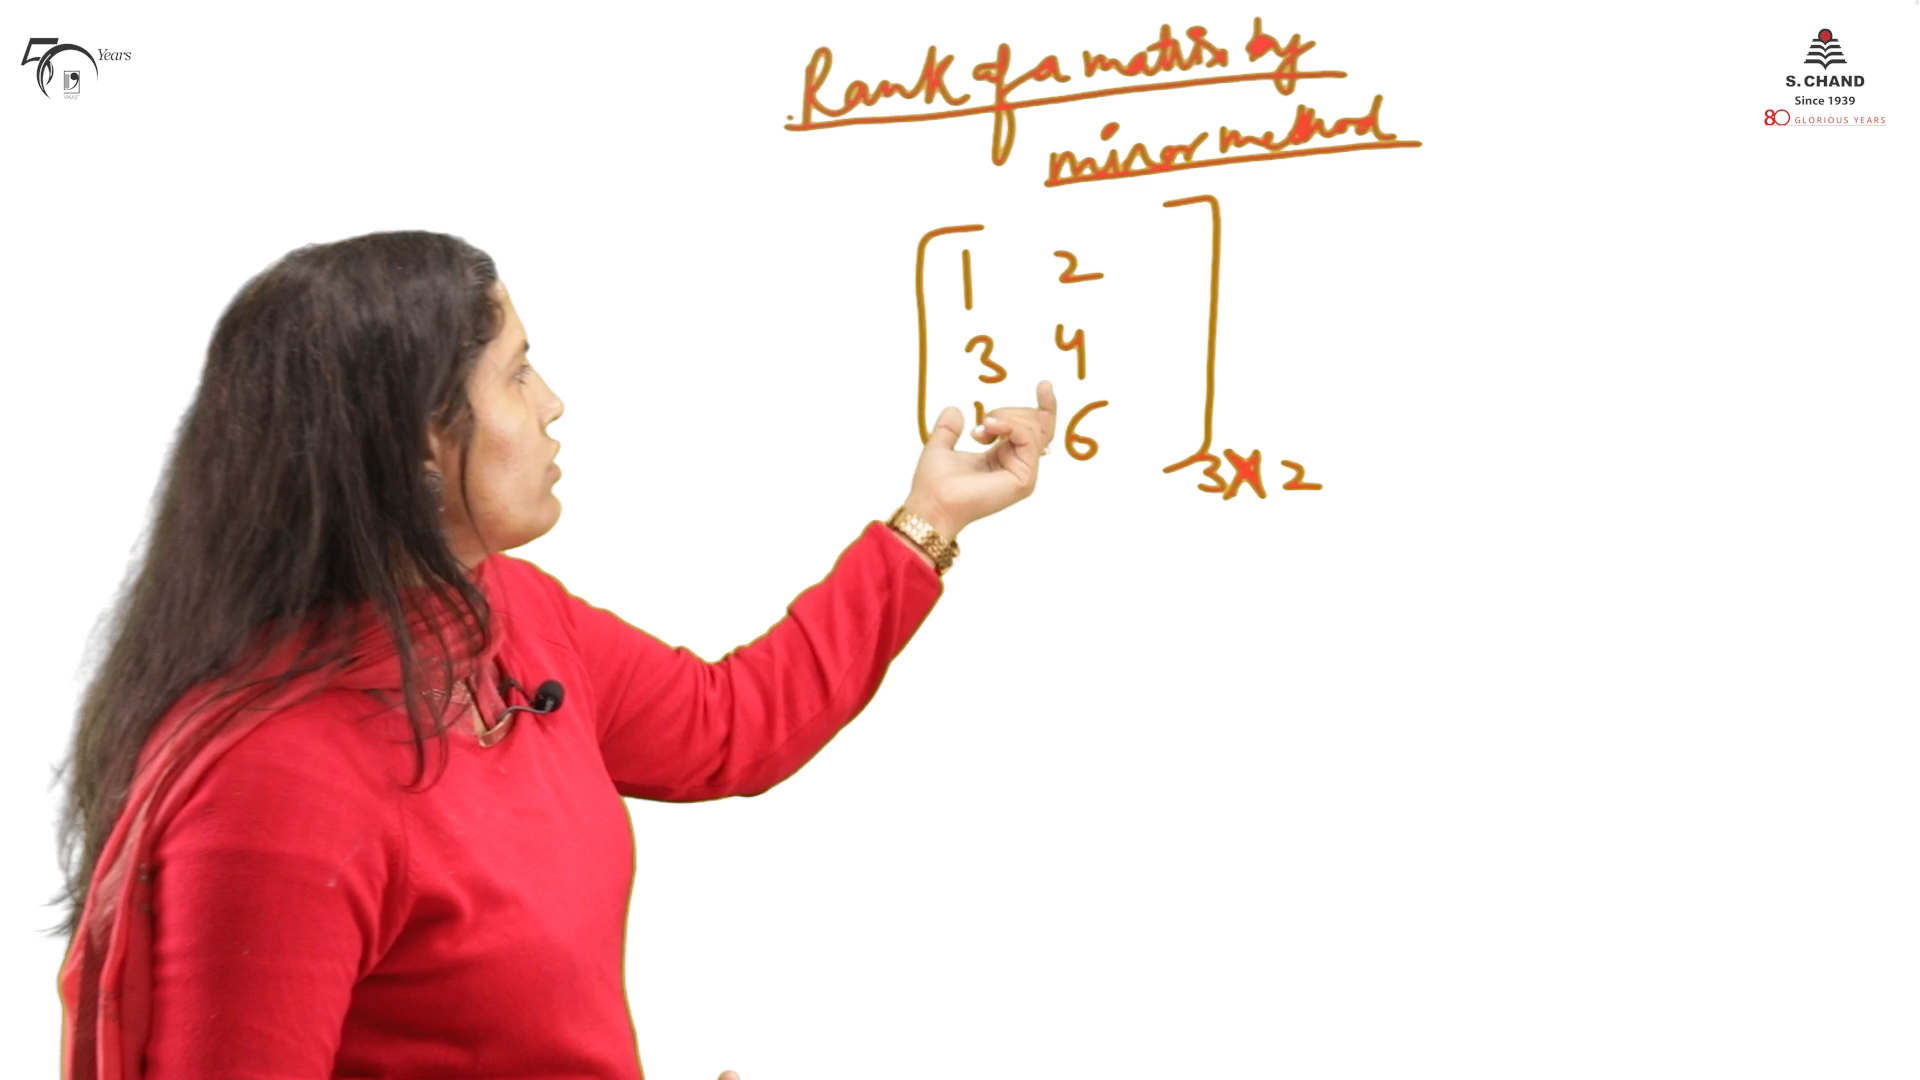 50 Years
VIKAS
S. CHAND
Since 1939
80 GLORIOUS YEARS
Rank of a matrix by
minor method
1 2
3 4
6
3 X 2